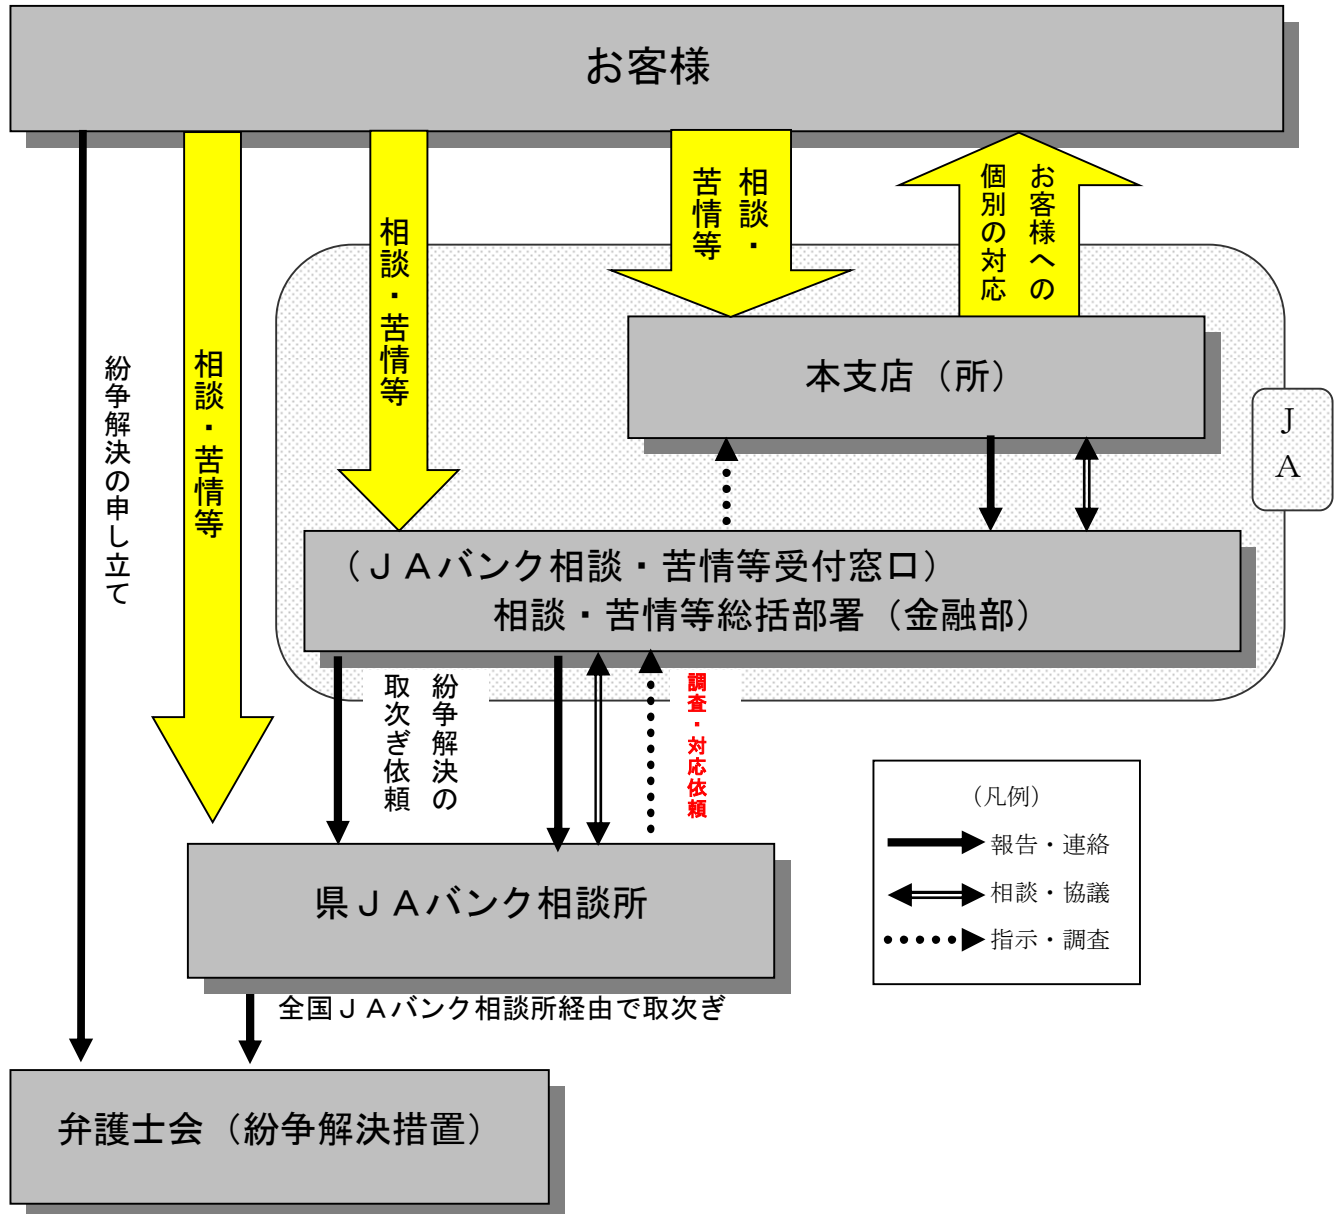 お客様
相談・
苦情等
お客様への
個別の対応
相談・苦情等
相談・苦情等
紛争解決の申し立て
本支店（所）
ＪＡ
（ＪＡバンク相談・苦情等受付窓口）
相談・苦情等総括部署（金融部）
紛争解決の
取次ぎ依頼
調査・対応依頼
（凡例）
報告・連絡
相談・協議
指示・調査
県ＪＡバンク相談所
全国ＪＡバンク相談所経由で取次ぎ
弁護士会（紛争解決措置）